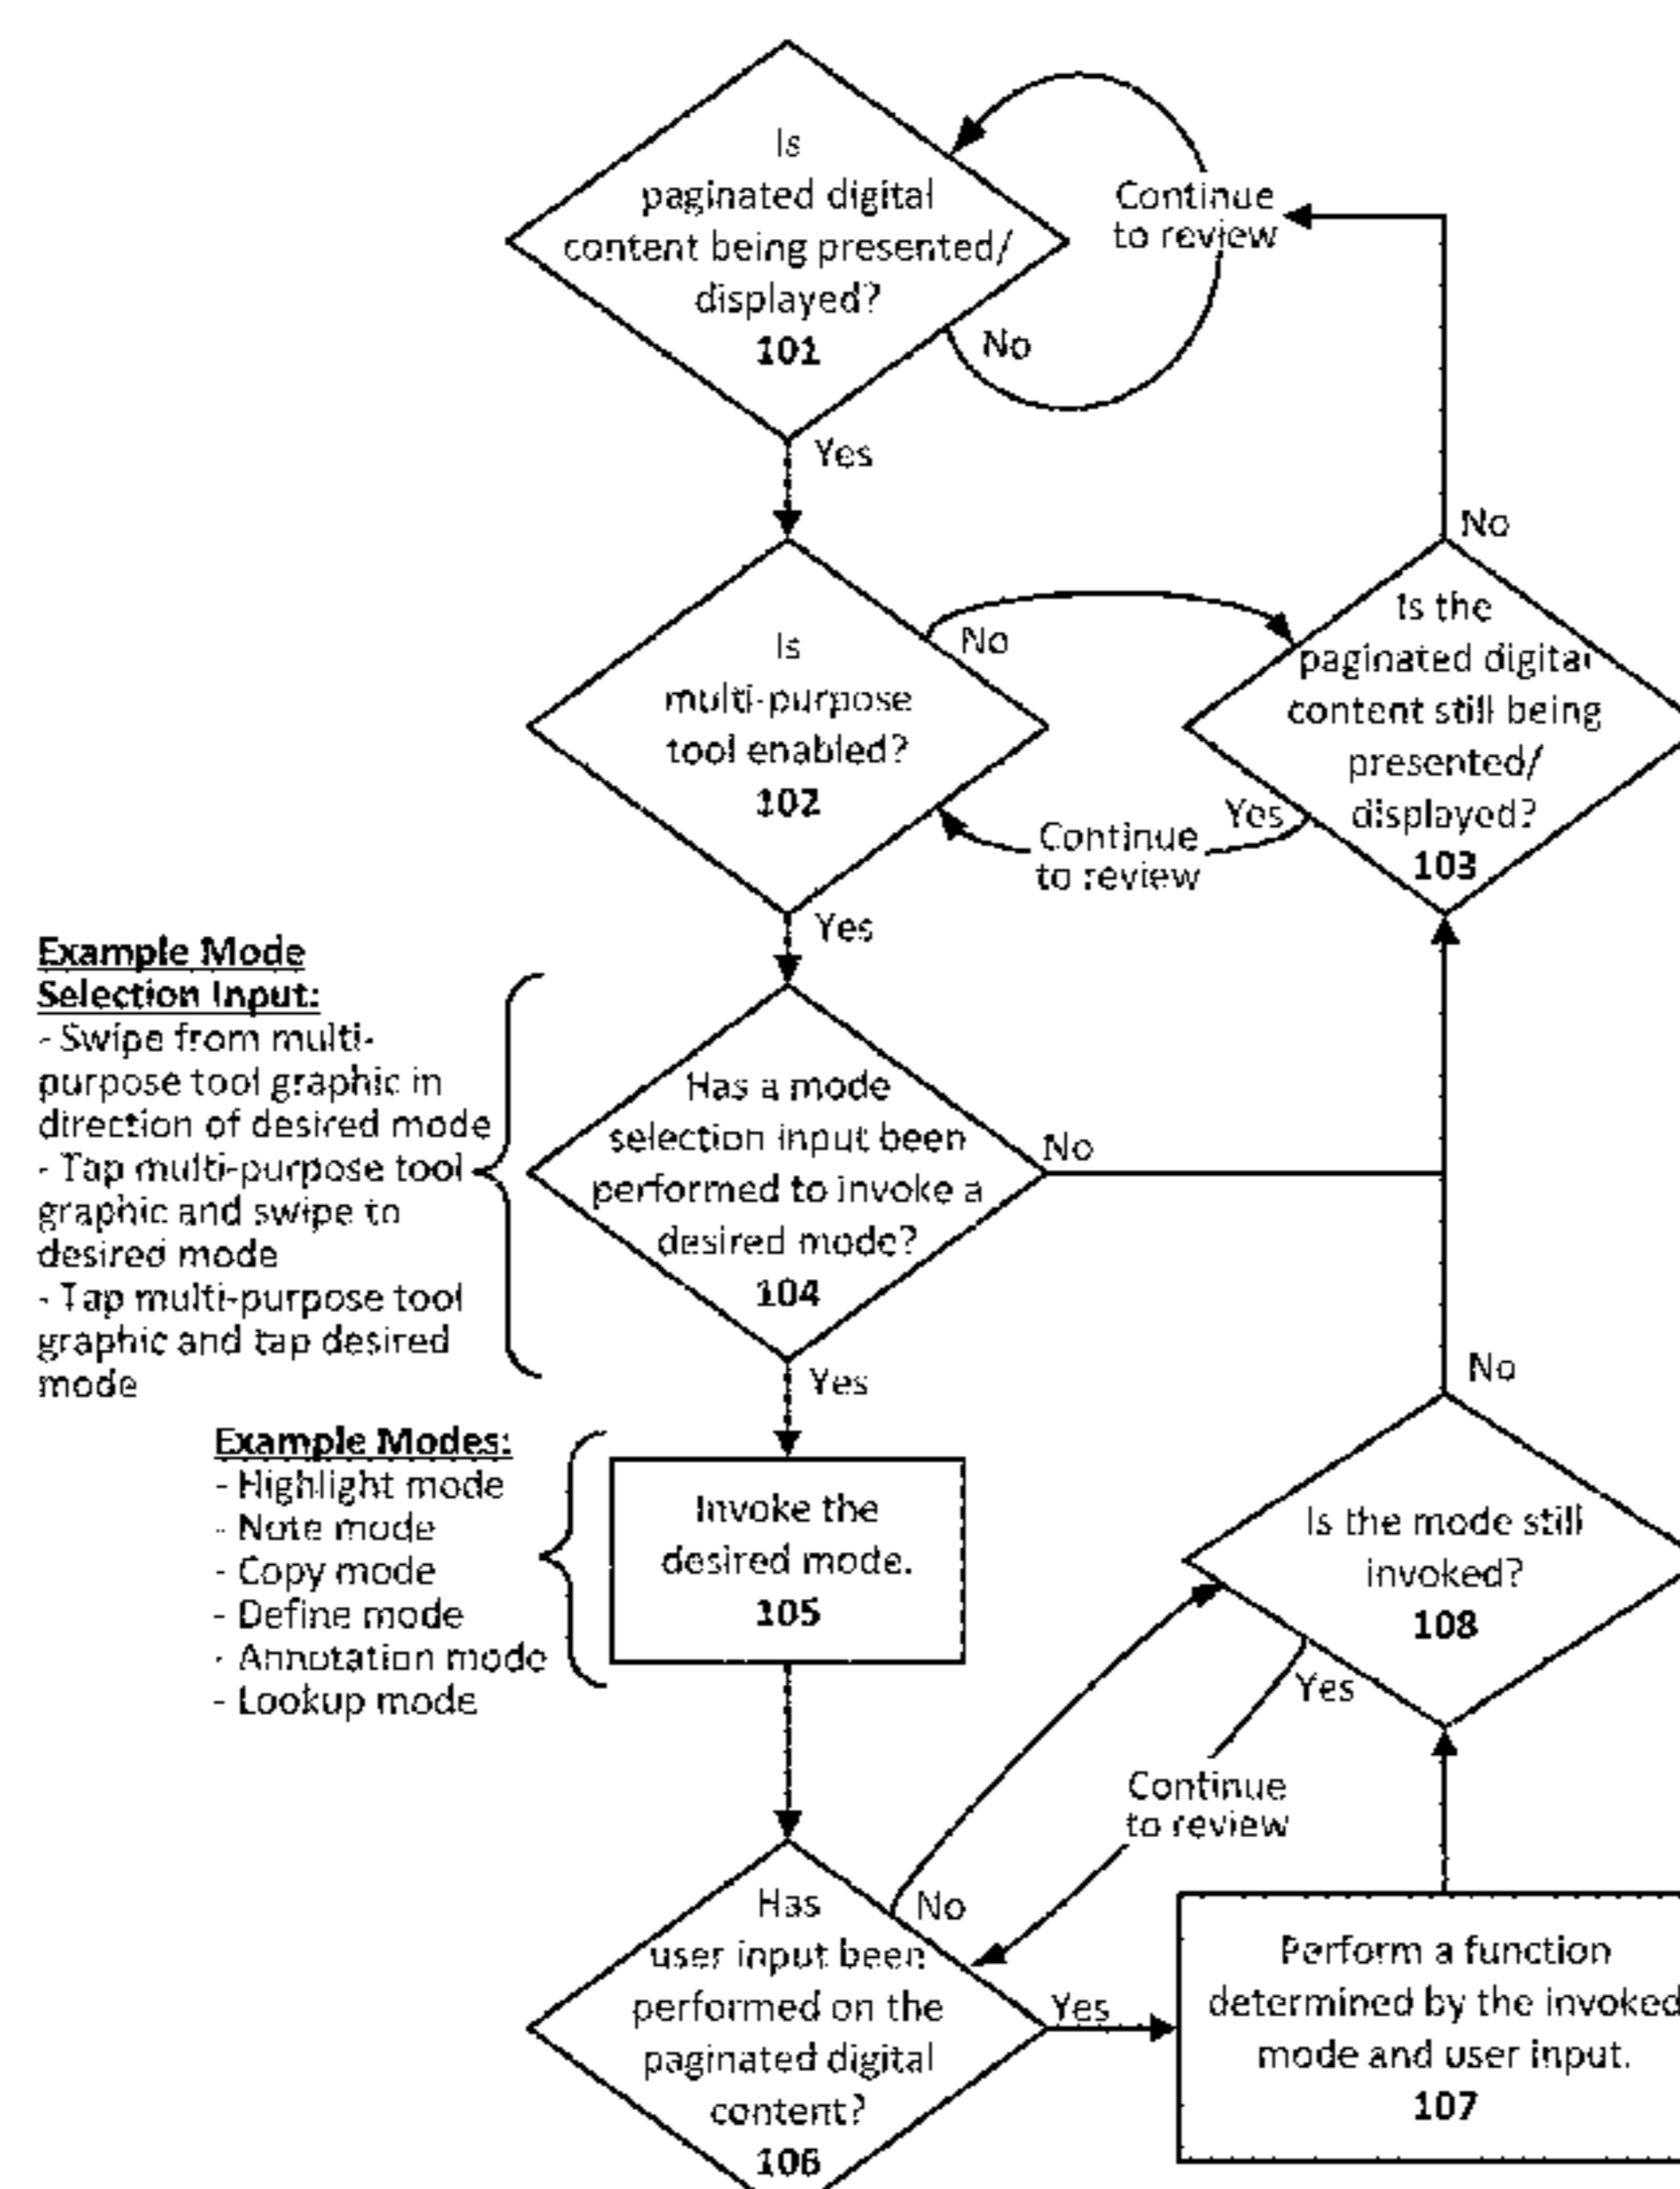 Is
paginated digital
content being presented/
displayed?
101
Continue
to review
No
Yes
Is
multi-purpose
tool enabled?
102
No
No
Is the
paginated digital
content still being
presented/
displayed?
103
Yes
Continue
to review
Yes
Example Mode
Selection Input:
- Swipe from multi-
purpose tool graphic in
direction of desired mode
- Tap multi-purpose tool
graphic and swipe to
desired mode
- Tap multi-purpose tool
graphic and tap desired
mode
Has a mode
selection input been
performed to invoke a
desired mode?
104
No
Yes
Example Modes:
- Highlight mode
- Note mode
- Copy mode
- Define mode
- Annotation mode
- Lookup mode
Invoke the
desired mode.
105
No
Is the mode still
invoked?
108
Yes
Continue
to review
Has
user input been
performed on the
paginated digital
content?
106
No
Yes
Perform a function
determined by the invoked
mode and user input.
107